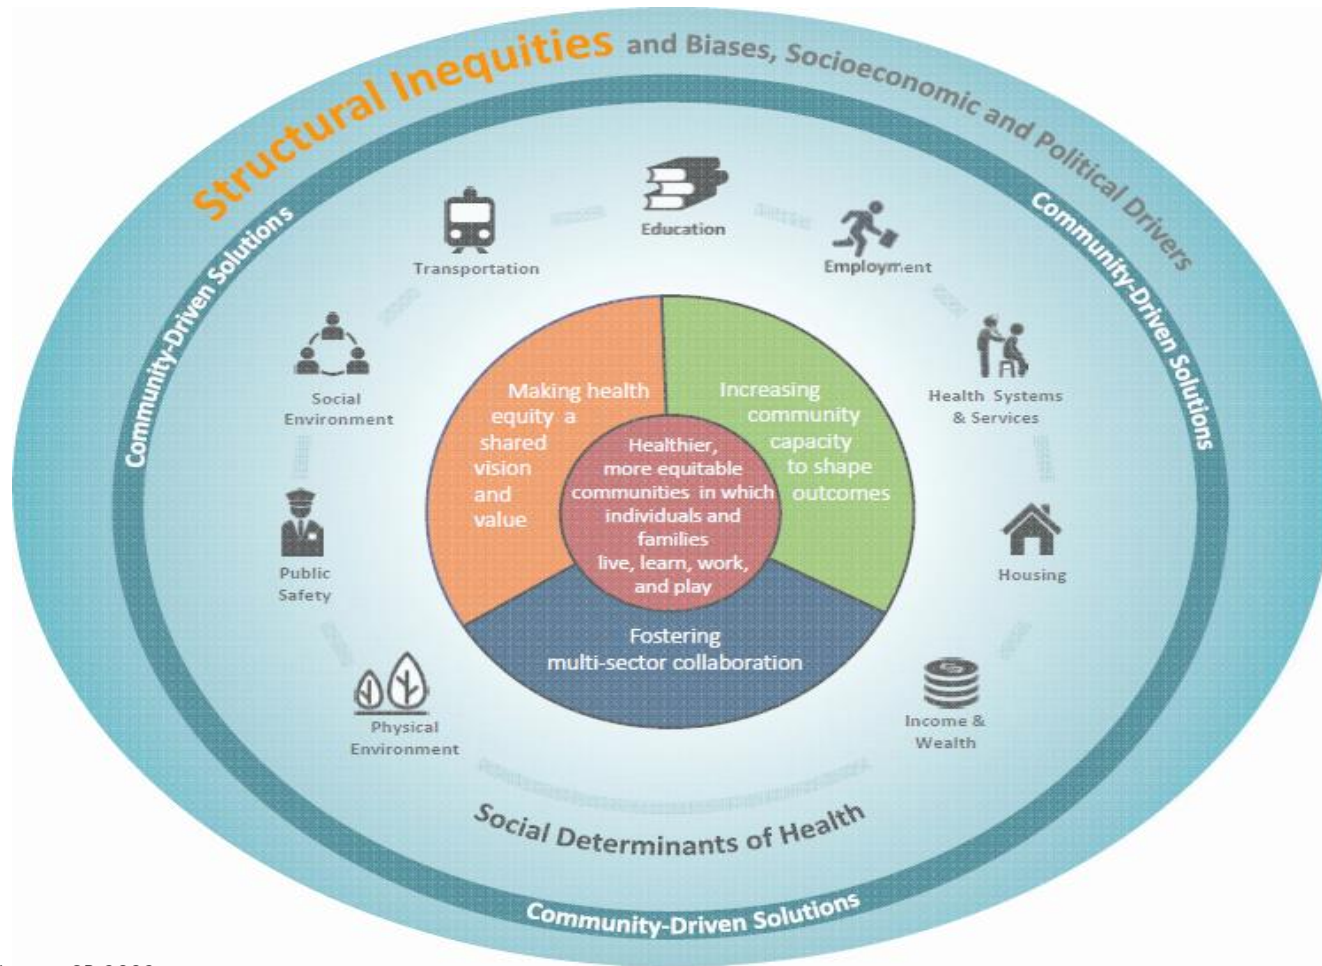 Structural Inequities and Biases, Socioeconomic and Political Drivers
Community-Driven Solutions
Community-Driven Solutions
Education
Transportation
Employment
Social
Environment
Health Systems
& Services
Public
Safety
Housing
Physical
Environment
Income &
Wealth
Making health
equity a
shared
vision
and
value
Increasing
community
capacity
to shape
outcomes
Healthier,
more equitable
communities in which
individuals and
families
live, learn, work,
and play
Fostering
multi-sector collaboration
Social Determinants of Health
Community-Driven Solutions